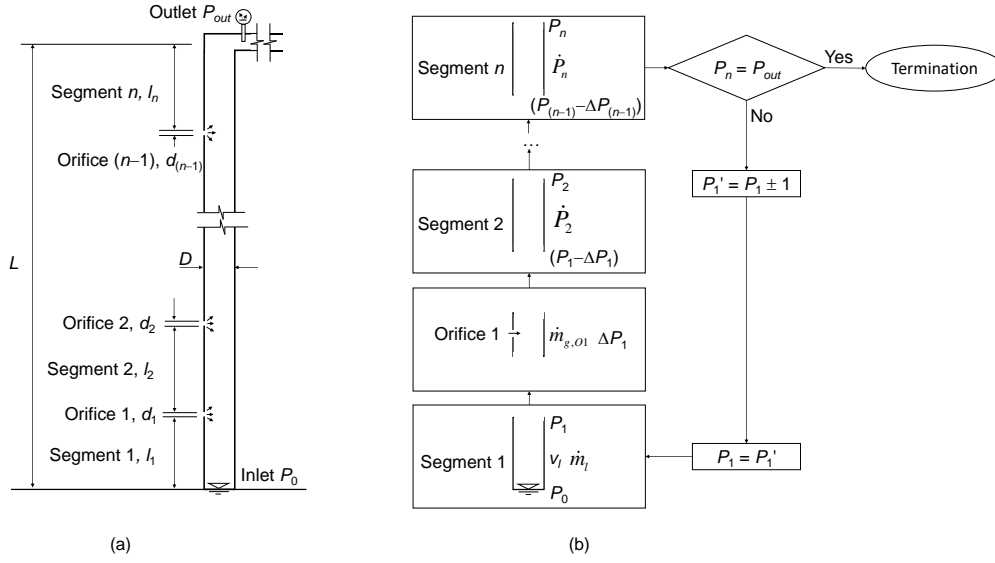 Outlet P_out
Segment n, l_n
Orifice (n–1), d_(n–1)
L
D
Orifice 2, d_2
Segment 2, l_2
Orifice 1, d_1
Segment 1, l_1
Inlet P_0
(a)
P_n
Segment n Ṗ_n
(P_(n–1)–ΔP_(n–1))
...
P_2
Segment 2 Ṗ_2
(P_1–ΔP_1)
Orifice 1 ṁ_g,O1 ΔP_1
P_1
Segment 1 v_l ṁ_l
P_0
P_n = P_out
Yes
Termination
No
P_1' = P_1 ± 1
P_1 = P_1'
(b)